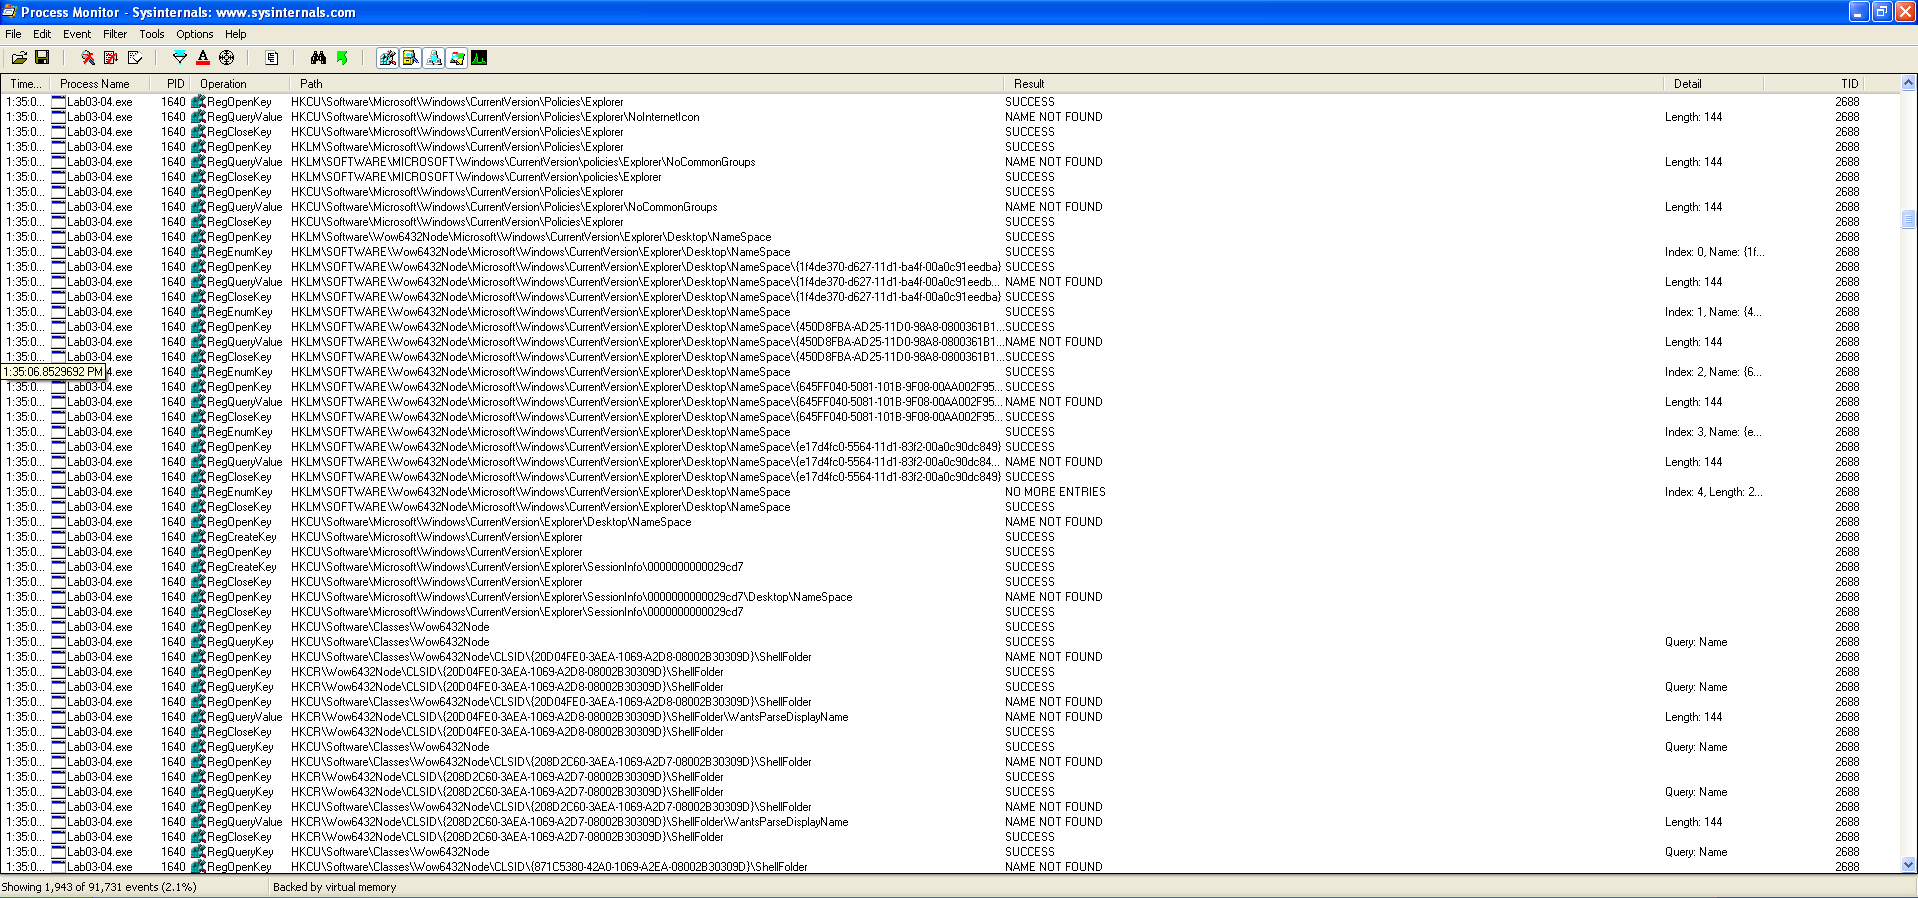 Process Monitor - Sysinternals: www.sysinternals.com
File Edit Event Filter Tools Options Help
Time... Process Name PID Operation Path Result Detail TID
1:35:0... Lab03-04.exe 1640 RegOpenKey HKCU\Software\Microsoft\Windows\CurrentVersion\Policies\Explorer SUCCESS 2688
1:35:0... Lab03-04.exe 1640 RegQueryValue HKCU\Software\Microsoft\Windows\CurrentVersion\Policies\Explorer\NoInternetIcon NAME NOT FOUND Length: 144 2688
1:35:0... Lab03-04.exe 1640 RegCloseKey HKCU\Software\Microsoft\Windows\CurrentVersion\Policies\Explorer SUCCESS 2688
1:35:0... Lab03-04.exe 1640 RegOpenKey HKLM\Software\Microsoft\Windows\CurrentVersion\Policies\Explorer SUCCESS 2688
1:35:0... Lab03-04.exe 1640 RegQueryValue HKLM\SOFTWARE\MICROSOFT\Windows\CurrentVersion\policies\Explorer\NoCommonGroups NAME NOT FOUND Length: 144 2688
1:35:0... Lab03-04.exe 1640 RegCloseKey HKLM\SOFTWARE\MICROSOFT\Windows\CurrentVersion\policies\Explorer SUCCESS 2688
1:35:0... Lab03-04.exe 1640 RegOpenKey HKCU\Software\Microsoft\Windows\CurrentVersion\Policies\Explorer SUCCESS 2688
1:35:0... Lab03-04.exe 1640 RegQueryValue HKCU\Software\Microsoft\Windows\CurrentVersion\Policies\Explorer\NoCommonGroups NAME NOT FOUND Length: 144 2688
1:35:0... Lab03-04.exe 1640 RegCloseKey HKCU\Software\Microsoft\Windows\CurrentVersion\Policies\Explorer SUCCESS 2688
1:35:0... Lab03-04.exe 1640 RegOpenKey HKLM\Software\Wow6432Node\Microsoft\Windows\CurrentVersion\Explorer\Desktop\NameSpace SUCCESS 2688
1:35:0... Lab03-04.exe 1640 RegEnumKey HKLM\SOFTWARE\Wow6432Node\Microsoft\Windows\CurrentVersion\Explorer\Desktop\NameSpace SUCCESS Index: 0, Name: {1f... 2688
1:35:0... Lab03-04.exe 1640 RegOpenKey HKLM\SOFTWARE\Wow6432Node\Microsoft\Windows\CurrentVersion\Explorer\Desktop\NameSpace\{1f4de370-d627-11d1-ba4f-00a0c91eedba} SUCCESS 2688
1:35:0... Lab03-04.exe 1640 RegQueryValue HKLM\SOFTWARE\Wow6432Node\Microsoft\Windows\CurrentVersion\Explorer\Desktop\NameSpace\{1f4de370-d627-11d1-ba4f-00a0c91eedb... NAME NOT FOUND Length: 144 2688
1:35:0... Lab03-04.exe 1640 RegCloseKey HKLM\SOFTWARE\Wow6432Node\Microsoft\Windows\CurrentVersion\Explorer\Desktop\NameSpace\{1f4de370-d627-11d1-ba4f-00a0c91eedba} SUCCESS 2688
1:35:0... Lab03-04.exe 1640 RegEnumKey HKLM\SOFTWARE\Wow6432Node\Microsoft\Windows\CurrentVersion\Explorer\Desktop\NameSpace SUCCESS Index: 1, Name: {4... 2688
1:35:0... Lab03-04.exe 1640 RegOpenKey HKLM\SOFTWARE\Wow6432Node\Microsoft\Windows\CurrentVersion\Explorer\Desktop\NameSpace\{450D8FBA-AD25-11D0-98A8-0800361B1... SUCCESS 2688
1:35:0... Lab03-04.exe 1640 RegQueryValue HKLM\SOFTWARE\Wow6432Node\Microsoft\Windows\CurrentVersion\Explorer\Desktop\NameSpace\{450D8FBA-AD25-11D0-98A8-0800361B1... NAME NOT FOUND Length: 144 2688
1:35:0... Lab03-04.exe 1640 RegCloseKey HKLM\SOFTWARE\Wow6432Node\Microsoft\Windows\CurrentVersion\Explorer\Desktop\NameSpace\{450D8FBA-AD25-11D0-98A8-0800361B1... SUCCESS 2688
1:35:06.8529692 PM 4.exe 1640 RegEnumKey HKLM\SOFTWARE\Wow6432Node\Microsoft\Windows\CurrentVersion\Explorer\Desktop\NameSpace SUCCESS Index: 2, Name: {6... 2688
1:35:0... Lab03-04.exe 1640 RegOpenKey HKLM\SOFTWARE\Wow6432Node\Microsoft\Windows\CurrentVersion\Explorer\Desktop\NameSpace\{645FF040-5081-101B-9F08-00AA002F95... SUCCESS 2688
1:35:0... Lab03-04.exe 1640 RegQueryValue HKLM\SOFTWARE\Wow6432Node\Microsoft\Windows\CurrentVersion\Explorer\Desktop\NameSpace\{645FF040-5081-101B-9F08-00AA002F95... NAME NOT FOUND Length: 144 2688
1:35:0... Lab03-04.exe 1640 RegCloseKey HKLM\SOFTWARE\Wow6432Node\Microsoft\Windows\CurrentVersion\Explorer\Desktop\NameSpace\{645FF040-5081-101B-9F08-00AA002F95... SUCCESS 2688
1:35:0... Lab03-04.exe 1640 RegEnumKey HKLM\SOFTWARE\Wow6432Node\Microsoft\Windows\CurrentVersion\Explorer\Desktop\NameSpace SUCCESS Index: 3, Name: {e... 2688
1:35:0... Lab03-04.exe 1640 RegOpenKey HKLM\SOFTWARE\Wow6432Node\Microsoft\Windows\CurrentVersion\Explorer\Desktop\NameSpace\{e17d4fc0-5564-11d1-83f2-00a0c90dc849} SUCCESS 2688
1:35:0... Lab03-04.exe 1640 RegQueryValue HKLM\SOFTWARE\Wow6432Node\Microsoft\Windows\CurrentVersion\Explorer\Desktop\NameSpace\{e17d4fc0-5564-11d1-83f2-00a0c90dc84... NAME NOT FOUND Length: 144 2688
1:35:0... Lab03-04.exe 1640 RegCloseKey HKLM\SOFTWARE\Wow6432Node\Microsoft\Windows\CurrentVersion\Explorer\Desktop\NameSpace\{e17d4fc0-5564-11d1-83f2-00a0c90dc849} SUCCESS 2688
1:35:0... Lab03-04.exe 1640 RegEnumKey HKLM\SOFTWARE\Wow6432Node\Microsoft\Windows\CurrentVersion\Explorer\Desktop\NameSpace NO MORE ENTRIES Index: 4, Length: 2... 2688
1:35:0... Lab03-04.exe 1640 RegCloseKey HKLM\SOFTWARE\Wow6432Node\Microsoft\Windows\CurrentVersion\Explorer\Desktop\NameSpace SUCCESS 2688
1:35:0... Lab03-04.exe 1640 RegOpenKey HKCU\Software\Microsoft\Windows\CurrentVersion\Explorer\Desktop\NameSpace NAME NOT FOUND 2688
1:35:0... Lab03-04.exe 1640 RegCreateKey HKCU\Software\Microsoft\Windows\CurrentVersion\Explorer SUCCESS 2688
1:35:0... Lab03-04.exe 1640 RegOpenKey HKCU\Software\Microsoft\Windows\CurrentVersion\Explorer SUCCESS 2688
1:35:0... Lab03-04.exe 1640 RegCreateKey HKCU\Software\Microsoft\Windows\CurrentVersion\Explorer\SessionInfo\0000000000029cd7 SUCCESS 2688
1:35:0... Lab03-04.exe 1640 RegCloseKey HKCU\Software\Microsoft\Windows\CurrentVersion\Explorer SUCCESS 2688
1:35:0... Lab03-04.exe 1640 RegOpenKey HKCU\Software\Microsoft\Windows\CurrentVersion\Explorer\SessionInfo\0000000000029cd7\Desktop\NameSpace NAME NOT FOUND 2688
1:35:0... Lab03-04.exe 1640 RegCloseKey HKCU\Software\Microsoft\Windows\CurrentVersion\Explorer\SessionInfo\0000000000029cd7 SUCCESS 2688
1:35:0... Lab03-04.exe 1640 RegOpenKey HKCU\Software\Classes\Wow6432Node SUCCESS 2688
1:35:0... Lab03-04.exe 1640 RegQueryKey HKCU\Software\Classes\Wow6432Node SUCCESS Query: Name 2688
1:35:0... Lab03-04.exe 1640 RegOpenKey HKCU\Software\Classes\Wow6432Node\CLSID\{20D04FE0-3AEA-1069-A2D8-08002B30309D}\ShellFolder NAME NOT FOUND 2688
1:35:0... Lab03-04.exe 1640 RegOpenKey HKCR\Wow6432Node\CLSID\{20D04FE0-3AEA-1069-A2D8-08002B30309D}\ShellFolder SUCCESS 2688
1:35:0... Lab03-04.exe 1640 RegQueryKey HKCR\Wow6432Node\CLSID\{20D04FE0-3AEA-1069-A2D8-08002B30309D}\ShellFolder SUCCESS Query: Name 2688
1:35:0... Lab03-04.exe 1640 RegOpenKey HKCU\Software\Classes\Wow6432Node\CLSID\{20D04FE0-3AEA-1069-A2D8-08002B30309D}\ShellFolder NAME NOT FOUND 2688
1:35:0... Lab03-04.exe 1640 RegQueryValue HKCR\Wow6432Node\CLSID\{20D04FE0-3AEA-1069-A2D8-08002B30309D}\ShellFolder\WantsParseDisplayName NAME NOT FOUND Length: 144 2688
1:35:0... Lab03-04.exe 1640 RegCloseKey HKCR\Wow6432Node\CLSID\{20D04FE0-3AEA-1069-A2D8-08002B30309D}\ShellFolder SUCCESS 2688
1:35:0... Lab03-04.exe 1640 RegQueryKey HKCU\Software\Classes\Wow6432Node SUCCESS Query: Name 2688
1:35:0... Lab03-04.exe 1640 RegOpenKey HKCU\Software\Classes\Wow6432Node\CLSID\{208D2C60-3AEA-1069-A2D7-08002B30309D}\ShellFolder NAME NOT FOUND 2688
1:35:0... Lab03-04.exe 1640 RegOpenKey HKCR\Wow6432Node\CLSID\{208D2C60-3AEA-1069-A2D7-08002B30309D}\ShellFolder SUCCESS 2688
1:35:0... Lab03-04.exe 1640 RegQueryKey HKCR\Wow6432Node\CLSID\{208D2C60-3AEA-1069-A2D7-08002B30309D}\ShellFolder SUCCESS Query: Name 2688
1:35:0... Lab03-04.exe 1640 RegOpenKey HKCU\Software\Classes\Wow6432Node\CLSID\{208D2C60-3AEA-1069-A2D7-08002B30309D}\ShellFolder NAME NOT FOUND 2688
1:35:0... Lab03-04.exe 1640 RegQueryValue HKCR\Wow6432Node\CLSID\{208D2C60-3AEA-1069-A2D7-08002B30309D}\ShellFolder\WantsParseDisplayName NAME NOT FOUND Length: 144 2688
1:35:0... Lab03-04.exe 1640 RegCloseKey HKCR\Wow6432Node\CLSID\{208D2C60-3AEA-1069-A2D7-08002B30309D}\ShellFolder SUCCESS 2688
1:35:0... Lab03-04.exe 1640 RegQueryKey HKCU\Software\Classes\Wow6432Node SUCCESS Query: Name 2688
1:35:0... Lab03-04.exe 1640 RegOpenKey HKCU\Software\Classes\Wow6432Node\CLSID\{871C5380-42A0-1069-A2EA-08002B30309D}\ShellFolder NAME NOT FOUND 2688
Showing 1,943 of 91,731 events (2.1%) Backed by virtual memory